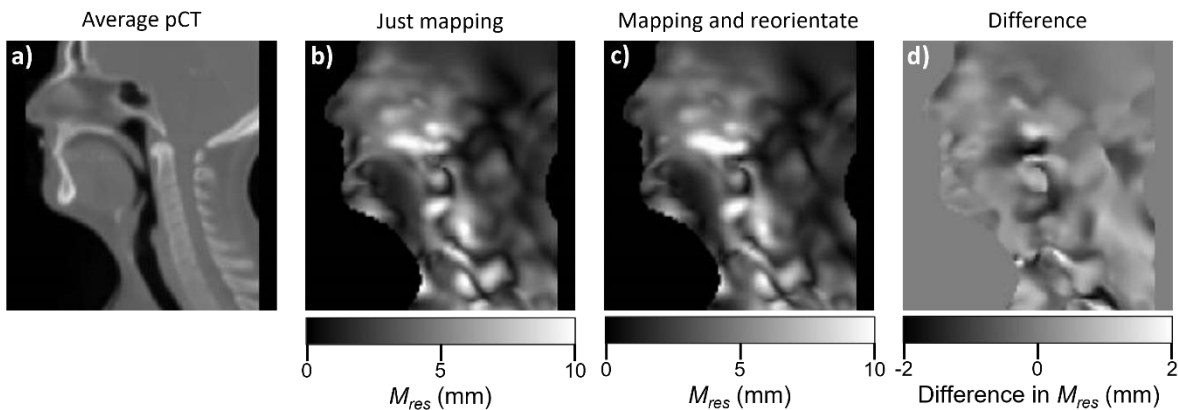 Average pCT
Just mapping
Mapping and reorientate
Difference
a)
b)
c)
d)
0
5
10
0
5
10
-2
0
2
M_res (mm)
M_res (mm)
Difference in M_res (mm)